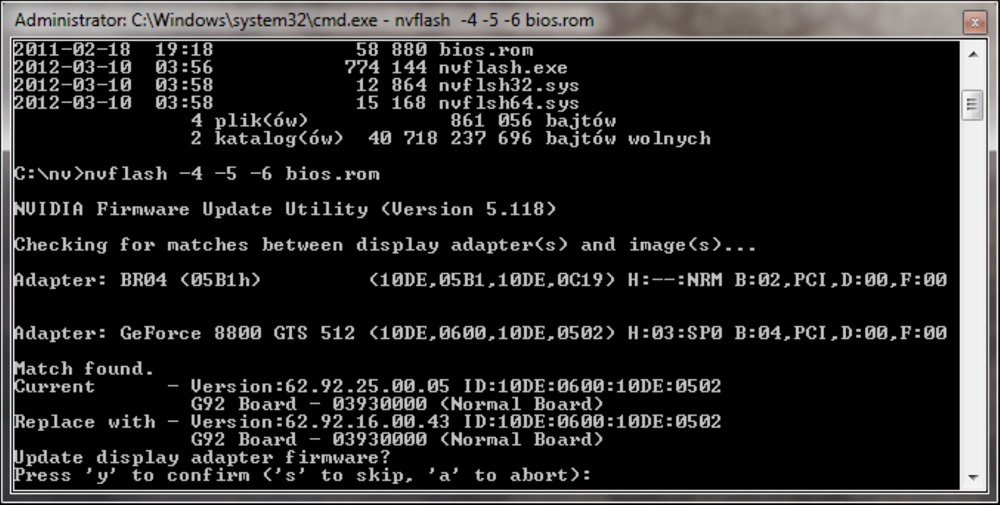 Administrator: C:\Windows\system32\cmd.exe - nvflash -4 -5 -6 bios.rom
2011-02-18  19:18            58 880 bios.rom
2012-03-10  03:56           774 144 nvflash.exe
2012-03-10  03:58            12 864 nvflsh32.sys
2012-03-10  03:58            15 168 nvflsh64.sys
4 plik(ów)            861 056 bajtów
2 katalog(ów)  40 718 237 696 bajtów wolnych
C:\nv>nvflash -4 -5 -6 bios.rom
NVIDIA Firmware Update Utility (Version 5.118)
Checking for matches between display adapter(s) and image(s)...
Adapter: BR04 (05B1h)         (10DE,05B1,10DE,0C19) H:--:NRM B:02,PCI,D:00,F:00
Adapter: GeForce 8800 GTS 512 (10DE,0600,10DE,0502) H:03:SP0 B:04,PCI,D:00,F:00
Match found.
Current      - Version:62.92.25.00.05 ID:10DE:0600:10DE:0502
G92 Board - 03930000 (Normal Board)
Replace with - Version:62.92.16.00.43 ID:10DE:0600:10DE:0502
G92 Board - 03930000 (Normal Board)
Update display adapter firmware?
Press 'y' to confirm ('s' to skip, 'a' to abort):